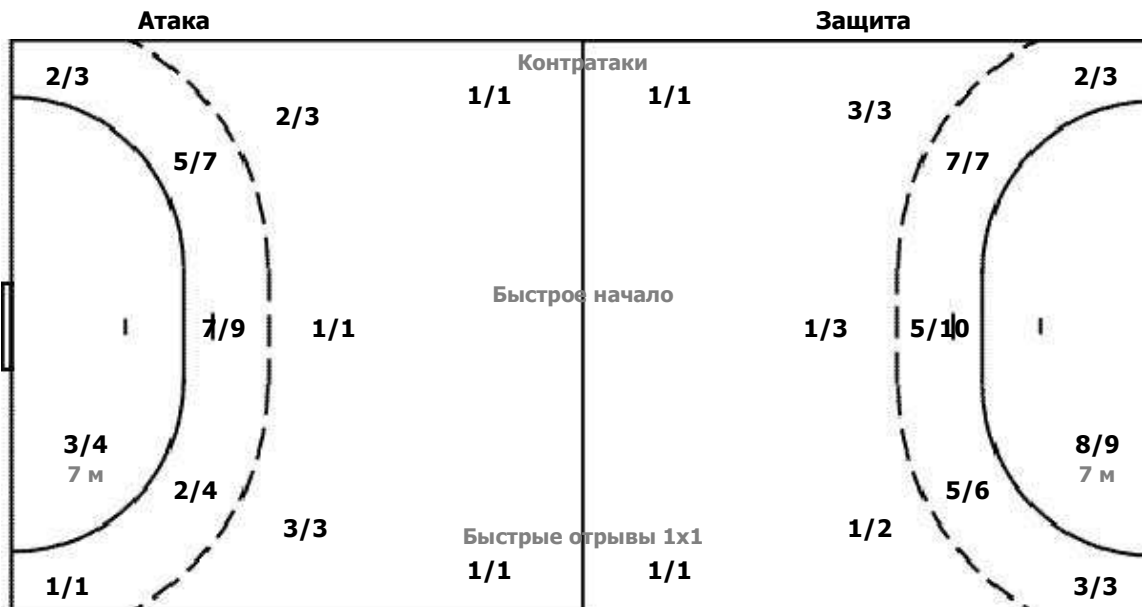 Атака Защита
Контратаки
2/3 2/3
1/1 1/1
2/3 3/3
5/7 7/7
Быстрое начало
7/9 1/1 1/3 5/10
3/4 8/9
7 м 7 м
2/4 5/6
3/3 1/2
Быстрые отрывы 1х1
1/1 1/1
1/1 3/3